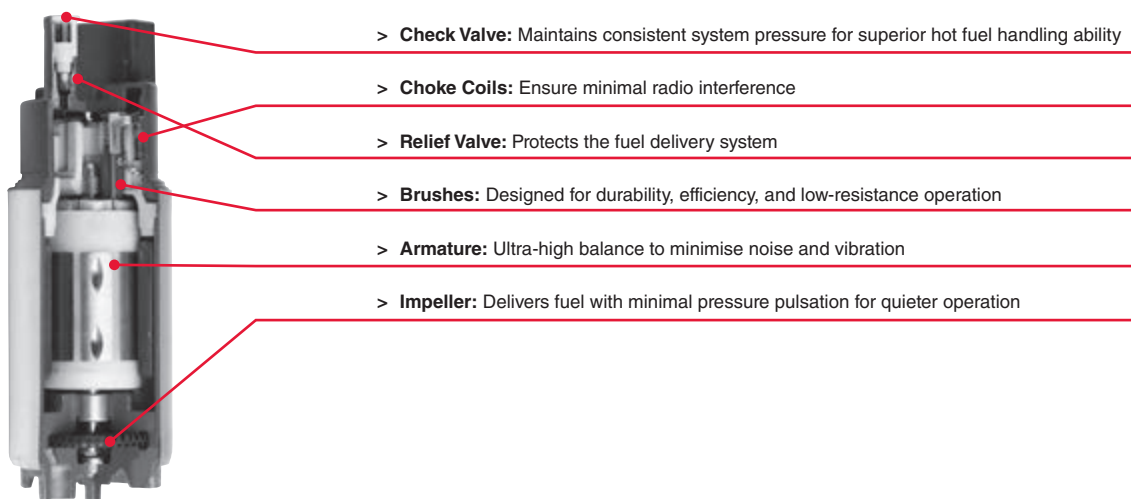 > Check Valve: Maintains consistent system pressure for superior hot fuel handling ability
> Choke Coils: Ensure minimal radio interference
> Relief Valve: Protects the fuel delivery system
> Brushes: Designed for durability, efficiency, and low-resistance operation
> Armature: Ultra-high balance to minimise noise and vibration
> Impeller: Delivers fuel with minimal pressure pulsation for quieter operation